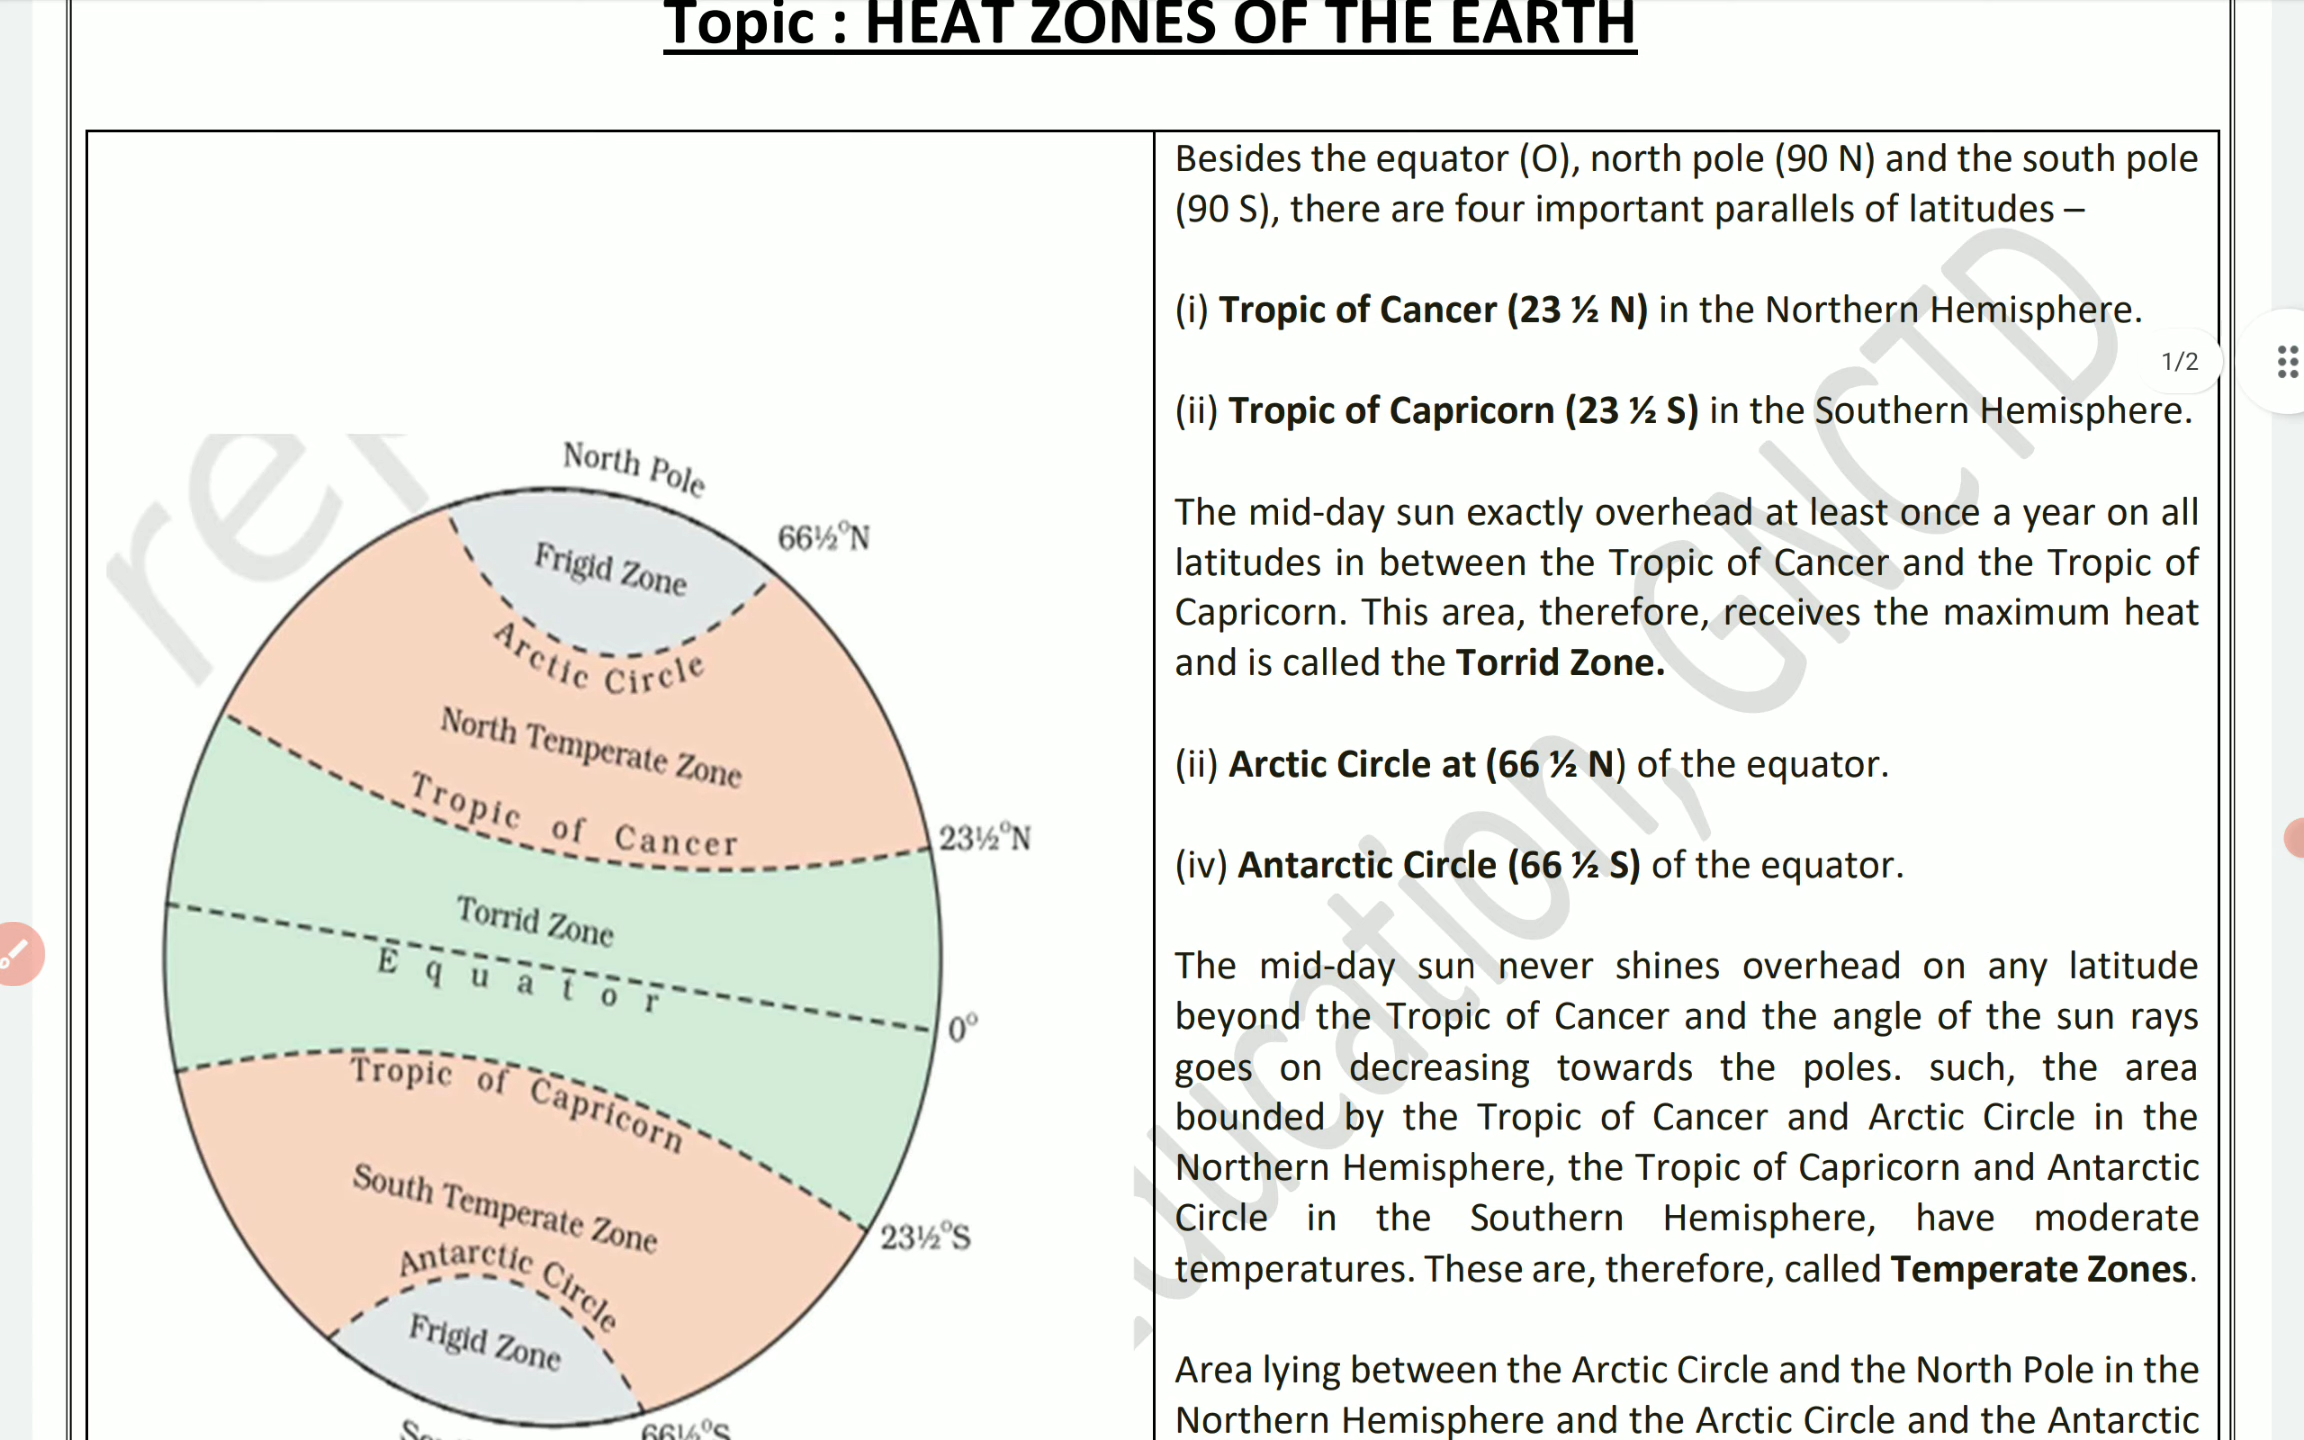 Topic : HEAT ZONES OF THE EARTH
North Pole
66½°N
Frigid Zone
Arctic Circle
North Temperate Zone
Tropic of Cancer
23½°N
Torrid Zone
Equator
0°
Tropic of Capricorn
South Temperate Zone
23½°S
Antarctic Circle
Frigid Zone
66½°S
Besides the equator (O), north pole (90 N) and the south pole
(90 S), there are four important parallels of latitudes –
(i) Tropic of Cancer (23 ½ N) in the Northern Hemisphere.
1/2
(ii) Tropic of Capricorn (23 ½ S) in the Southern Hemisphere.
The mid-day sun exactly overhead at least once a year on all
latitudes in between the Tropic of Cancer and the Tropic of
Capricorn. This area, therefore, receives the maximum heat
and is called the Torrid Zone.
(ii) Arctic Circle at (66 ½ N) of the equator.
(iv) Antarctic Circle (66 ½ S) of the equator.
The mid-day sun never shines overhead on any latitude
beyond the Tropic of Cancer and the angle of the sun rays
goes on decreasing towards the poles. such, the area
bounded by the Tropic of Cancer and Arctic Circle in the
Northern Hemisphere, the Tropic of Capricorn and Antarctic
Circle in the Southern Hemisphere, have moderate
temperatures. These are, therefore, called Temperate Zones.
Area lying between the Arctic Circle and the North Pole in the
Northern Hemisphere and the Arctic Circle and the Antarctic
ucation, GNCTD